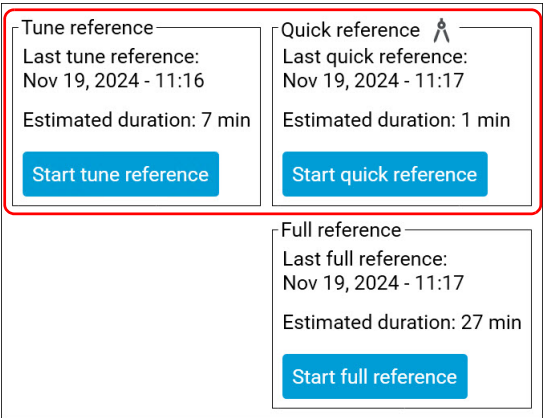 Tune reference
Last tune reference:
Nov 19, 2024 - 11:16
Estimated duration: 7 min
Start tune reference
Quick reference
Last quick reference:
Nov 19, 2024 - 11:17
Estimated duration: 1 min
Start quick reference
Full reference
Last full reference:
Nov 19, 2024 - 11:17
Estimated duration: 27 min
Start full reference